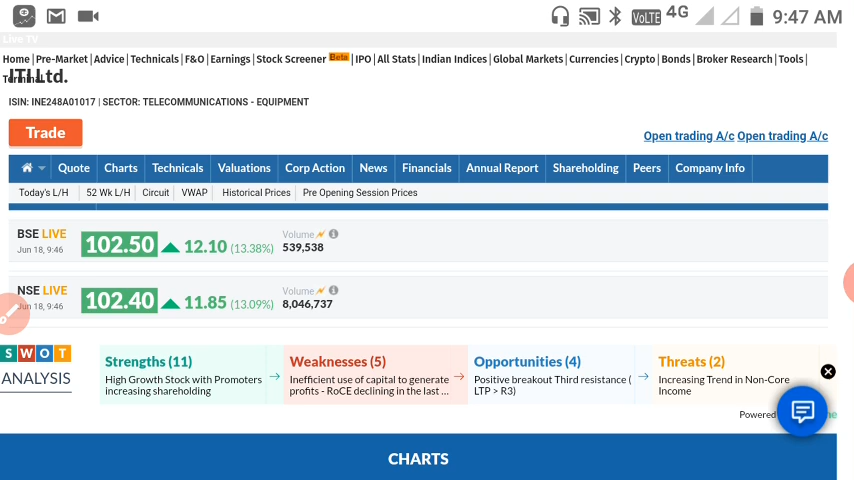 VoLTE 4G 9:47 AM
Live TV
Home | Pre-Market | Advice | Technicals | F&O | Earnings | Stock Screener Beta | IPO | All Stats | Indian Indices | Global Markets | Currencies | Crypto | Bonds | Broker Research | Tools |
Terminal
ITI Ltd.
ISIN: INE248A01017 | SECTOR: TELECOMMUNICATIONS - EQUIPMENT
Trade
Open trading A/c Open trading A/c
Quote Charts Technicals Valuations Corp Action News Financials Annual Report Shareholding Peers Company Info
Today's L/H 52 Wk L/H Circuit VWAP Historical Prices Pre Opening Session Prices
BSE LIVE
Jun 18, 9:46
102.50 12.10 (13.38%)
Volume
539,538
NSE LIVE
Jun 18, 9:46
102.40 11.85 (13.09%)
Volume
8,046,737
SWOT
ANALYSIS
Strengths (11)
High Growth Stock with Promoters
increasing shareholding
Weaknesses (5)
Inefficient use of capital to generate
profits - RoCE declining in the last ...
Opportunities (4)
Positive breakout Third resistance (
LTP > R3)
Threats (2)
Increasing Trend in Non-Core
Income
Powered
CHARTS